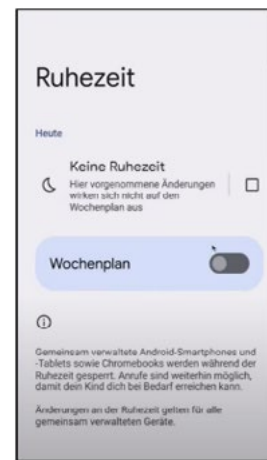 Ruhezeit
Heute
Keine Ruhezeit
Hier vorgenommene Änderungen
wirken sich nicht auf den
Wochenplan aus
Wochenplan
Gemeinsam verwaltete Android-Smartphones und
-Tablets sowie Chromebooks werden während der
Ruhezeit gesperrt. Anrufe sind weiterhin möglich,
damit dein Kind dich bei Bedarf erreichen kann.
Änderungen an der Ruhezeit gelten für alle
gemeinsam verwalteten Geräte.